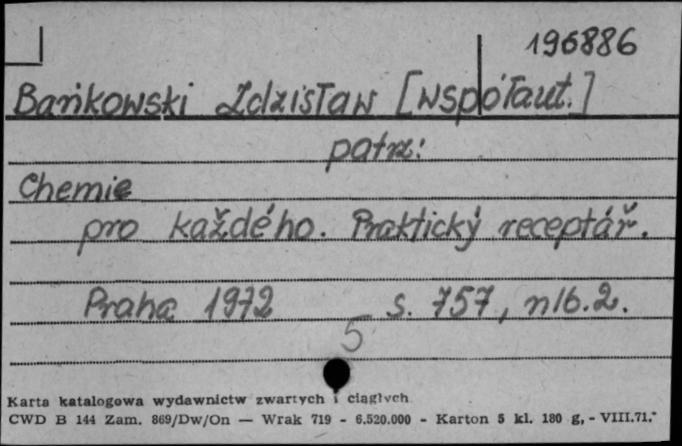 196886
Bańkowski Zdzisław [współaut.]
patrz:
Chemie
pro každého. Praktický receptář.
Praha 1972 s. 757, nlb. 2.
5
Karta katalogowa wydawnictw zwartych i ciągłych
CWD B 144 Zam. 869/Dw/On — Wrak 719 - 6.520.000 - Karton 5 kl. 180 g, - VIII.71.